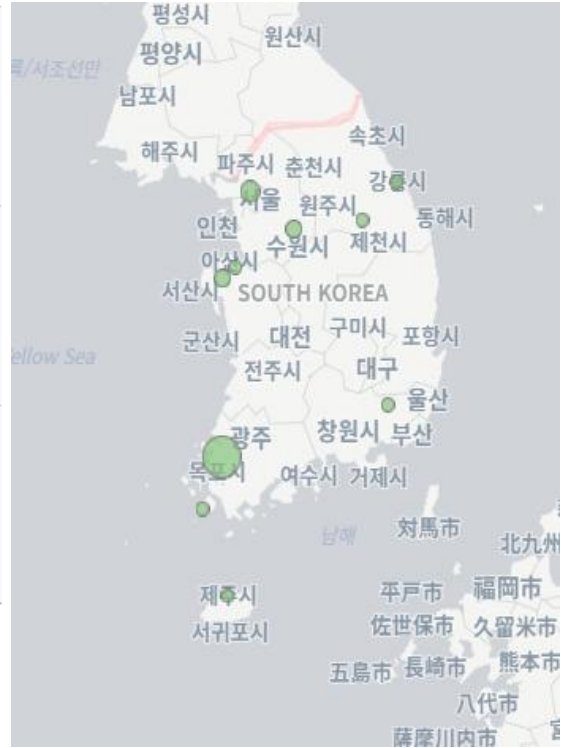 평성시
원산시
평양시
남포시
속초시
해주시
파주시
춘천시
강릉시
서울
원주시
인천
동해시
수원시
제천시
아산시
서산시
SOUTH KOREA
군산시
대전
구미시
포항시
Yellow Sea
전주시
대구
울산
광주
창원시
부산
목포시
여수시
거제시
対馬市
남해
北九州
제주시
平戸市
福岡市
서귀포시
佐世保市
久留米市
五島市
長崎市
熊本市
八代市
薩摩川内市